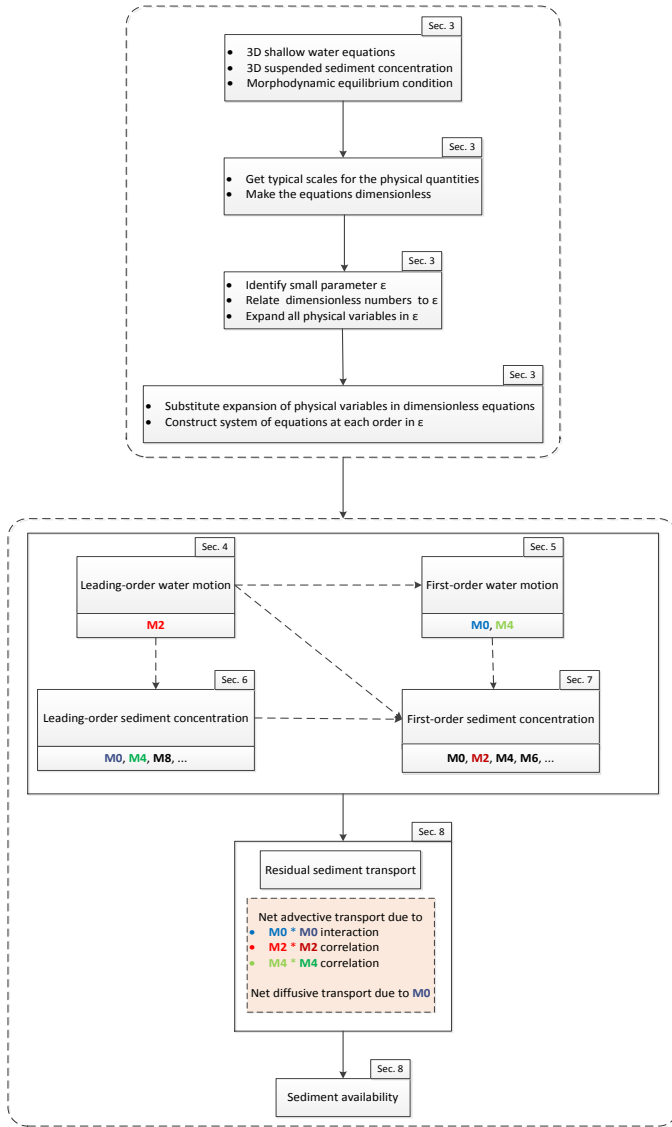 Sec. 3
• 3D shallow water equations
• 3D suspended sediment concentration
• Morphodynamic equilibrium condition
Sec. 3
• Get typical scales for the physical quantities
• Make the equations dimensionless
Sec. 3
• Identify small parameter ε
• Relate dimensionless numbers to ε
• Expand all physical variables in ε
Sec. 3
• Substitute expansion of physical variables in dimensionless equations
• Construct system of equations at each order in ε
Sec. 4
Leading-order water motion
M2
Sec. 5
First-order water motion
M0, M4
Sec. 6
Leading-order sediment concentration
M0, M4, M8, ...
Sec. 7
First-order sediment concentration
M0, M2, M4, M6, ...
Sec. 8
Residual sediment transport
Net advective transport due to
• M0 * M0 interaction
• M2 * M2 correlation
• M4 * M4 correlation
Net diffusive transport due to M0
Sec. 8
Sediment availability